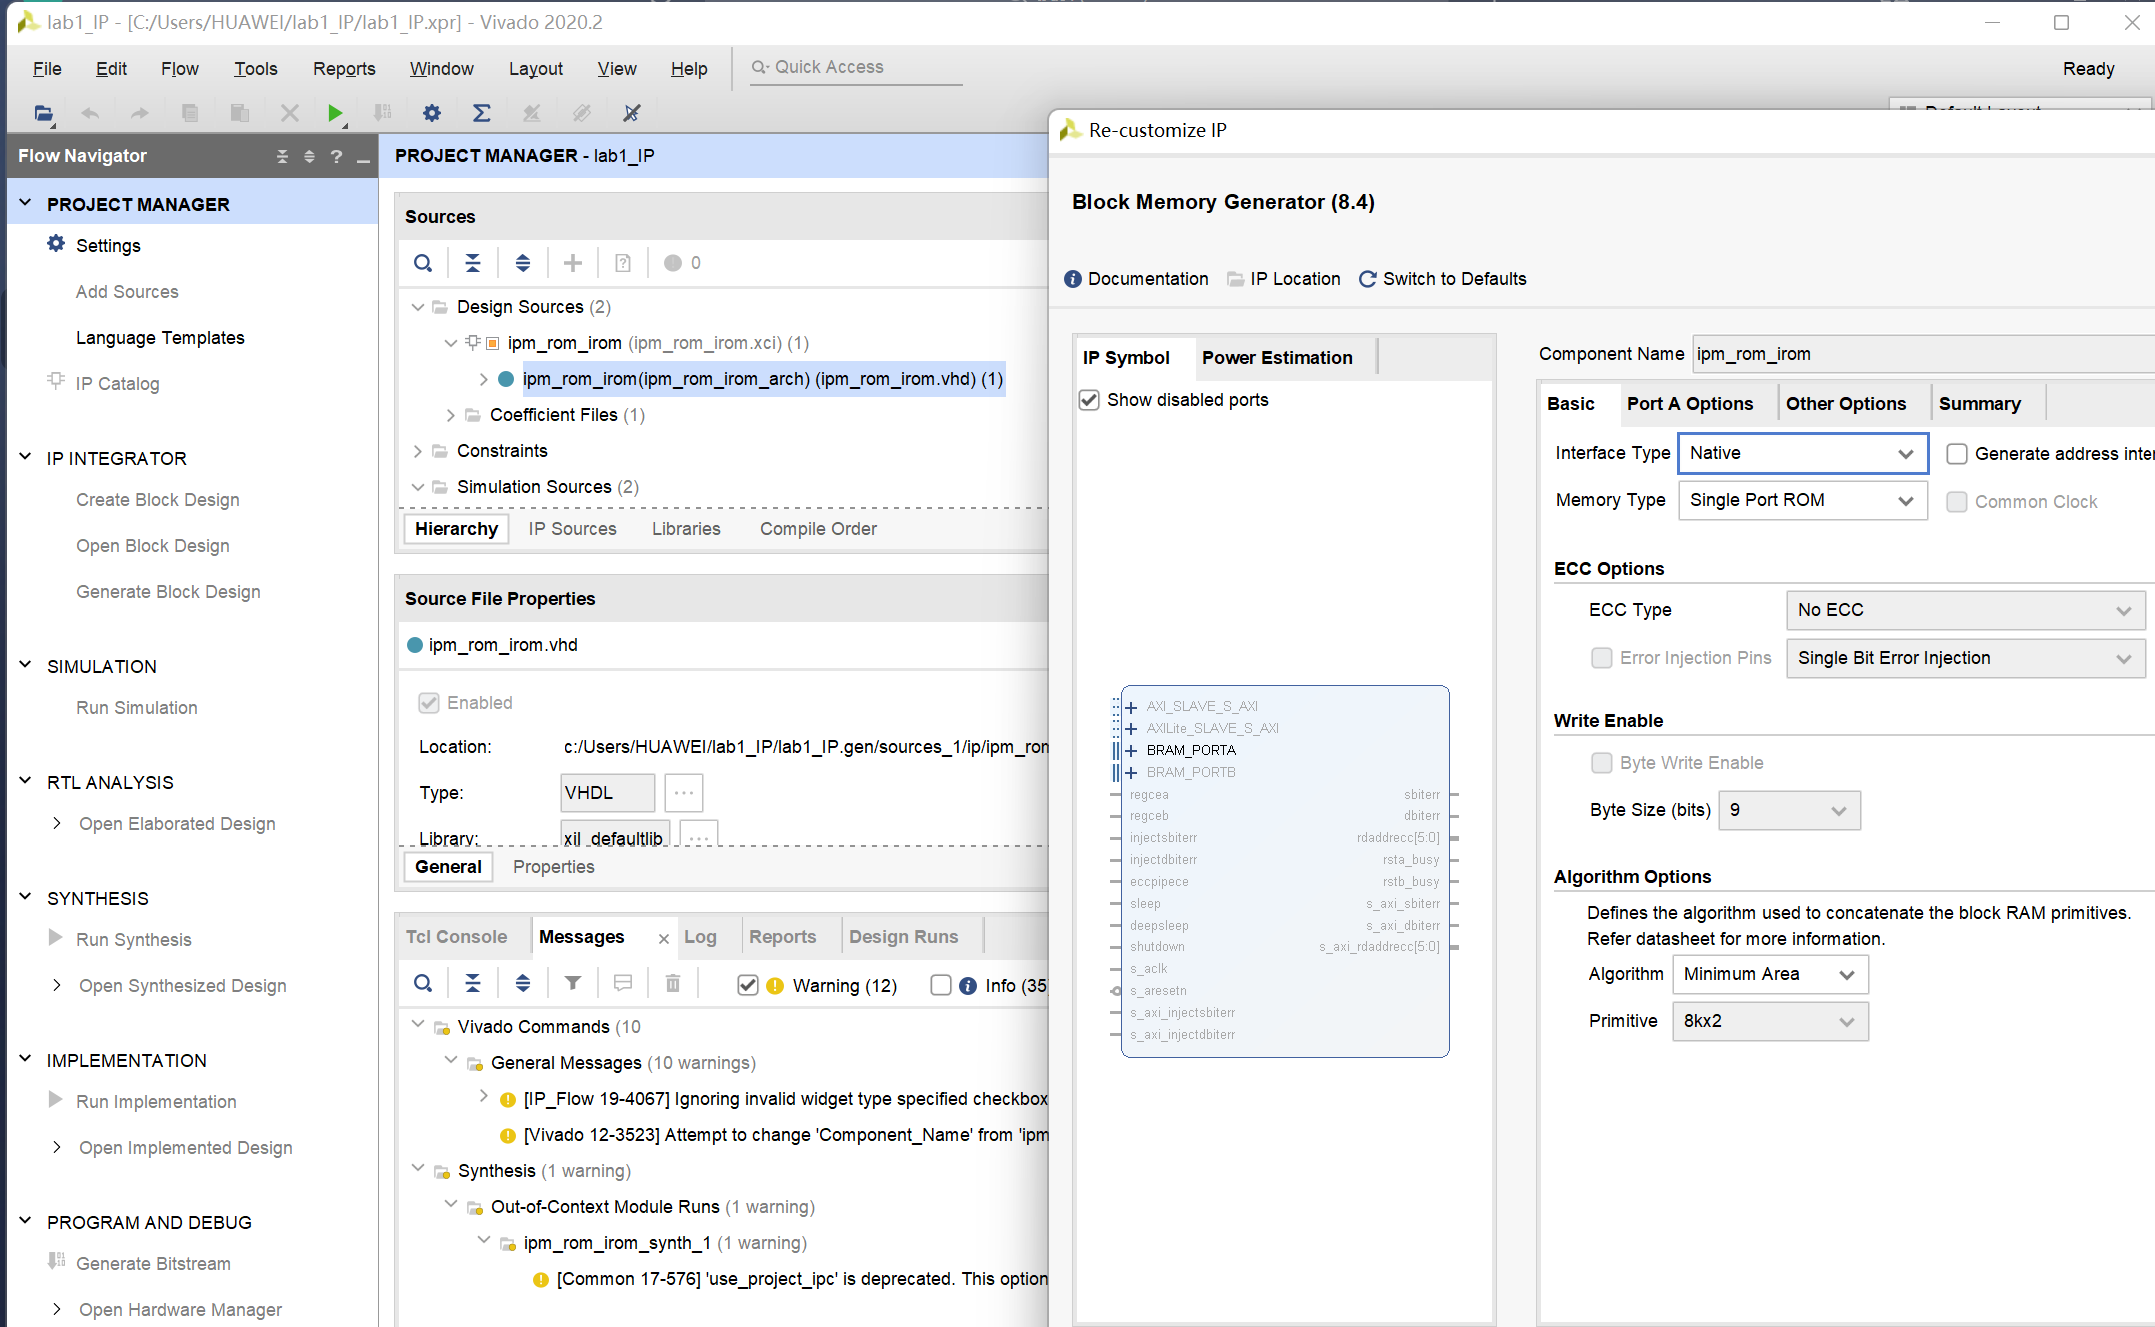 lab1_IP - [C:/Users/HUAWEI/lab1_IP/lab1_IP.xpr] - Vivado 2020.2
File Edit Flow Tools Reports Window Layout View Help Quick Access Ready
Flow Navigator
PROJECT MANAGER
Settings
Add Sources
Language Templates
IP Catalog
IP INTEGRATOR
Create Block Design
Open Block Design
Generate Block Design
SIMULATION
Run Simulation
RTL ANALYSIS
Open Elaborated Design
SYNTHESIS
Run Synthesis
Open Synthesized Design
IMPLEMENTATION
Run Implementation
Open Implemented Design
PROGRAM AND DEBUG
Generate Bitstream
Open Hardware Manager
PROJECT MANAGER - lab1_IP
Sources
0
Design Sources (2)
ipm_rom_irom (ipm_rom_irom.xci) (1)
ipm_rom_irom(ipm_rom_irom_arch) (ipm_rom_irom.vhd) (1)
Coefficient Files (1)
Constraints
Simulation Sources (2)
Hierarchy IP Sources Libraries Compile Order
Source File Properties
ipm_rom_irom.vhd
Enabled
Location: c:/Users/HUAWEI/lab1_IP/lab1_IP.gen/sources_1/ip/ipm_rom
Type: VHDL ...
Library: xil_defaultlib ...
General Properties
Tcl Console Messages × Log Reports Design Runs
Warning (12) Info (35
Vivado Commands (10
General Messages (10 warnings)
[IP_Flow 19-4067] Ignoring invalid widget type specified checkbox
[Vivado 12-3523] Attempt to change 'Component_Name' from 'ipm
Synthesis (1 warning)
Out-of-Context Module Runs (1 warning)
ipm_rom_irom_synth_1 (1 warning)
[Common 17-576] 'use_project_ipc' is deprecated. This option
Default Layout
Re-customize IP
Block Memory Generator (8.4)
Documentation IP Location Switch to Defaults
IP Symbol Power Estimation
Show disabled ports
AXI_SLAVE_S_AXI
AXILite_SLAVE_S_AXI
BRAM_PORTA
BRAM_PORTB
regcea sbiterr
regceb dbiterr
injectsbiterr rdaddrecc[5:0]
injectdbiterr rsta_busy
eccpipece rstb_busy
sleep s_axi_sbiterr
deepsleep s_axi_dbiterr
shutdown s_axi_rdaddrecc[5:0]
s_aclk
s_aresetn
s_axi_injectsbiterr
s_axi_injectdbiterr
Component Name ipm_rom_irom
Basic Port A Options Other Options Summary
Interface Type Native Generate address inter
Memory Type Single Port ROM Common Clock
ECC Options
ECC Type No ECC
Error Injection Pins Single Bit Error Injection
Write Enable
Byte Write Enable
Byte Size (bits) 9
Algorithm Options
Defines the algorithm used to concatenate the block RAM primitives.
Refer datasheet for more information.
Algorithm Minimum Area
Primitive 8kx2